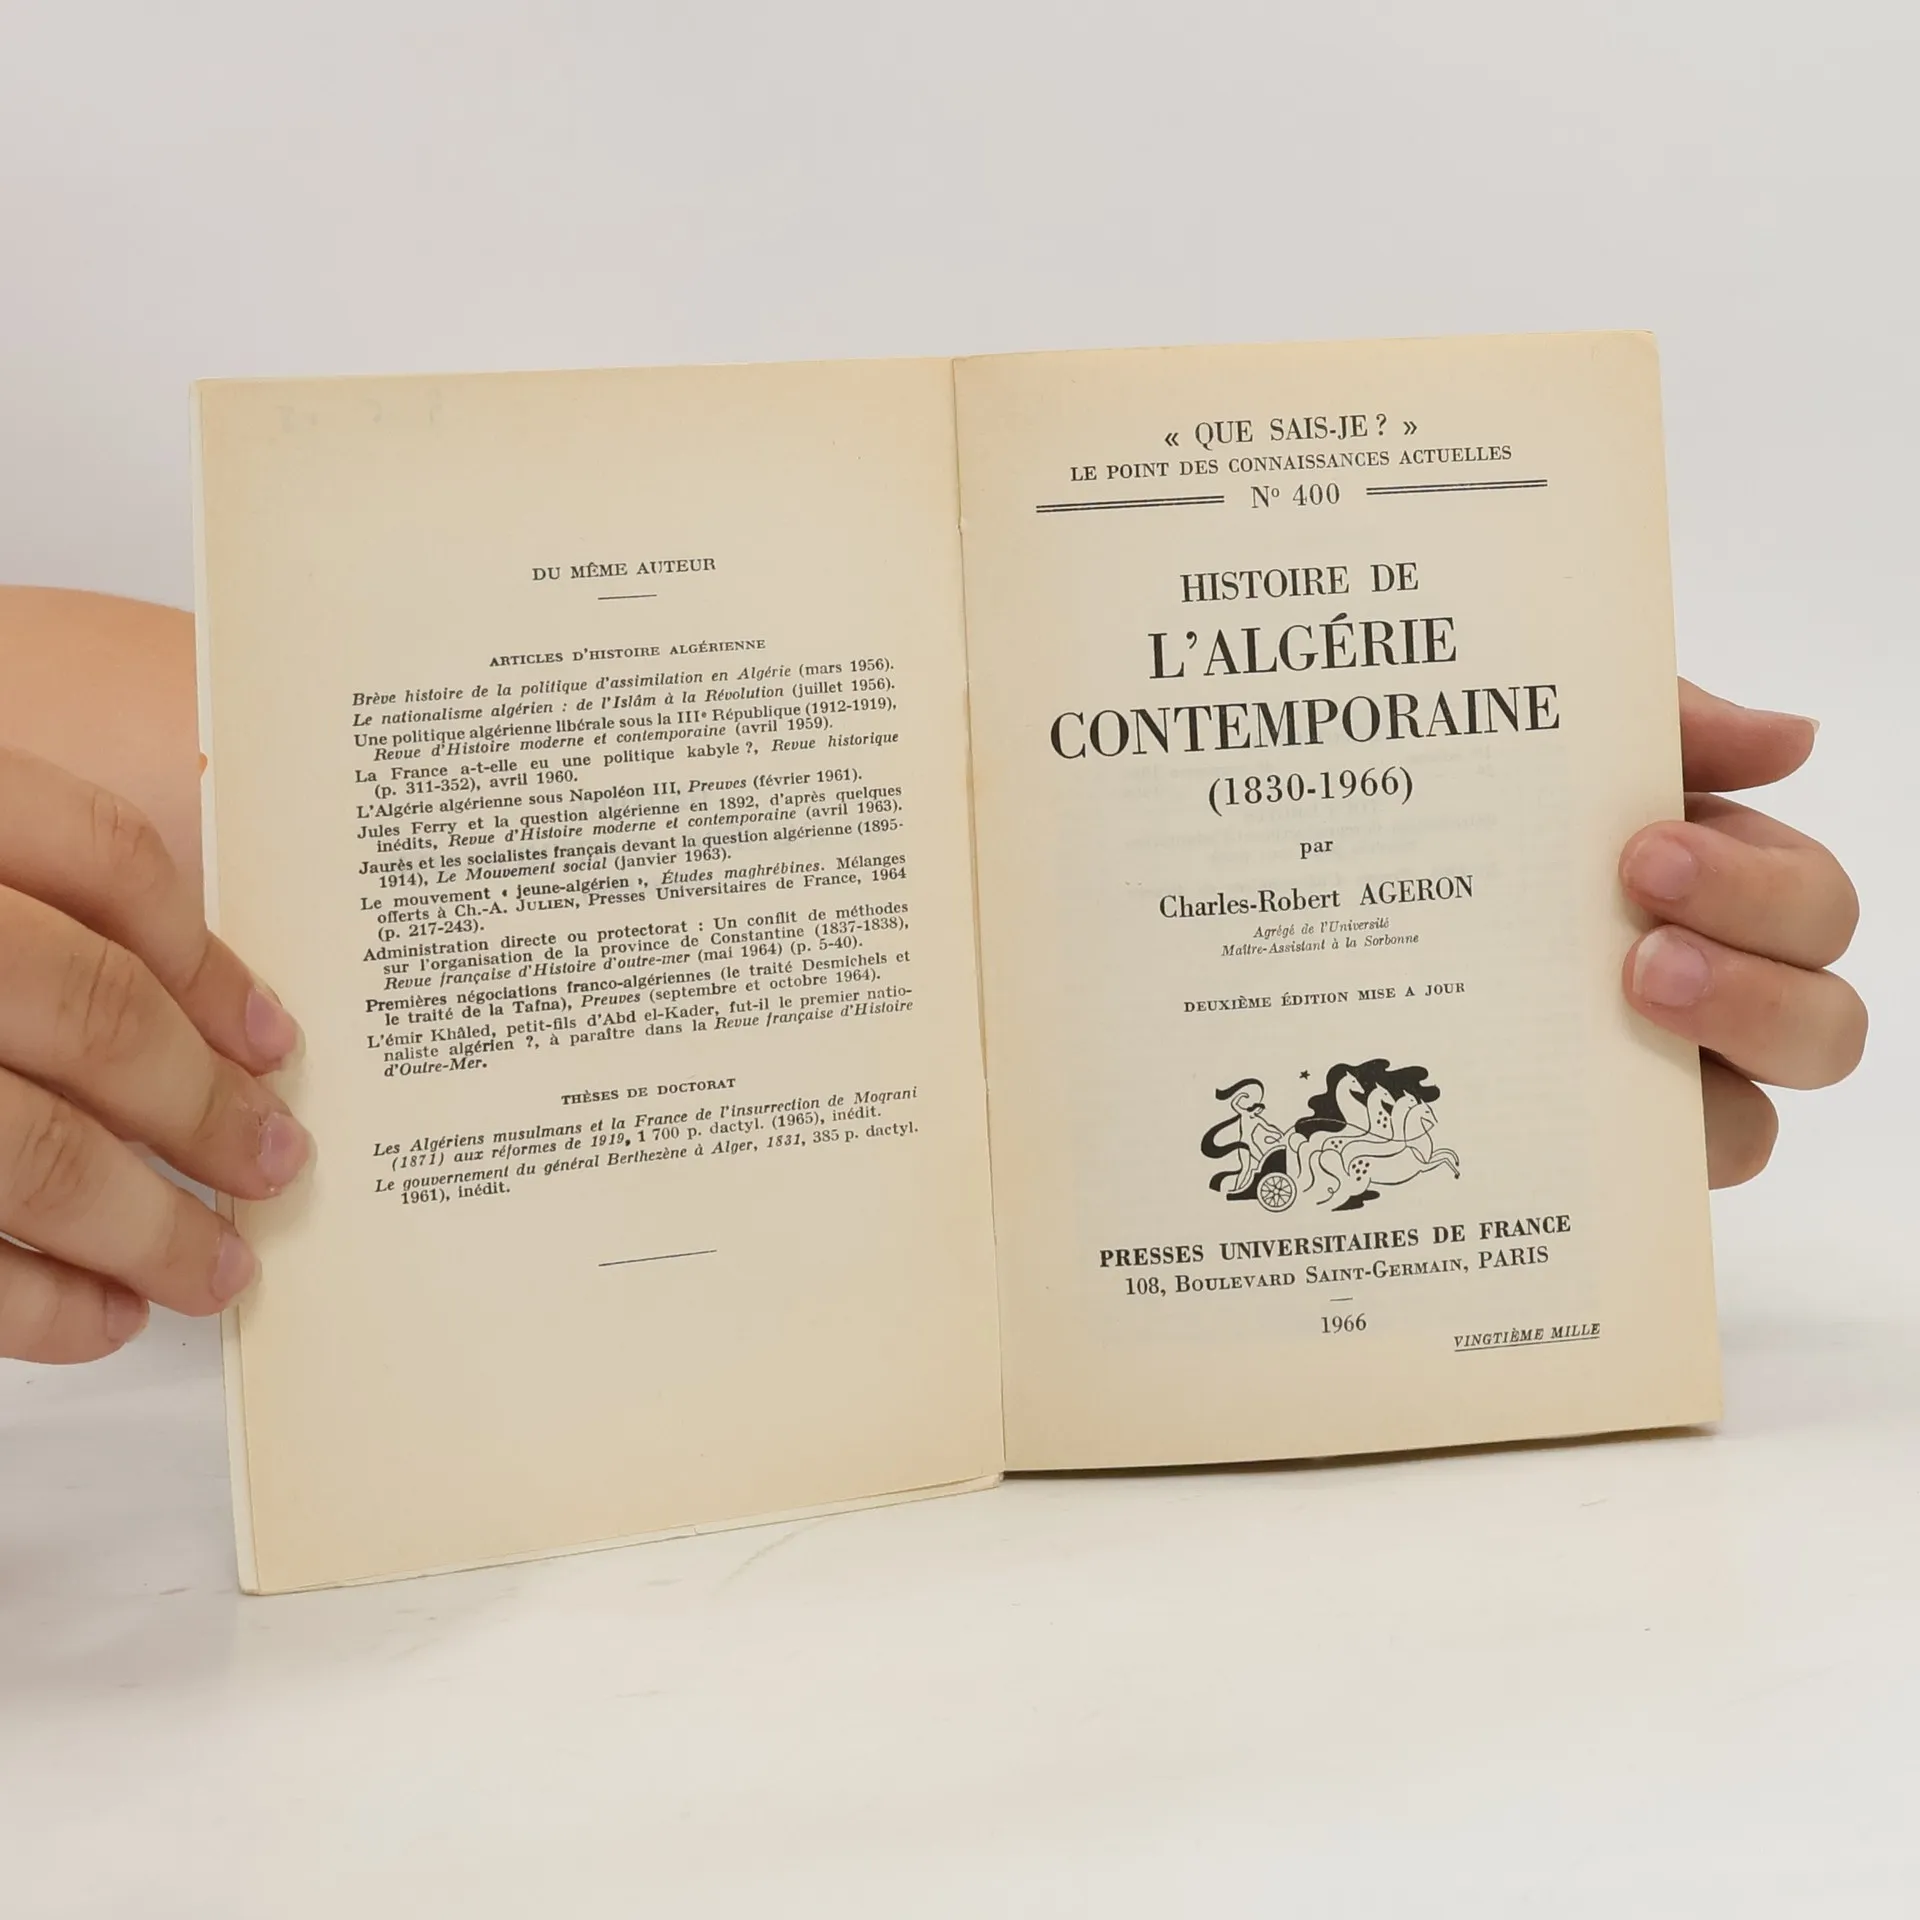 DU MÊME AUTEUR
ARTICLES D'HISTOIRE ALGÉRIENNE
Brève histoire de la politique d'assimilation en Algérie (mars 1956).
Le nationalisme algérien : de l'Islâm à la Révolution (juillet 1956).
Une politique algérienne libérale sous la IIIe République (1912-1919),
Revue d'Histoire moderne et contemporaine (avril 1959).
La France a-t-elle eu une politique kabyle ?, Revue historique
(p. 311-352), avril 1960.
L'Algérie algérienne sous Napoléon III, Preuves (février 1961).
Jules Ferry et la question algérienne en 1892, d'après quelques
inédits, Revue d'Histoire moderne et contemporaine (avril 1963).
Jaurès et les socialistes français devant la question algérienne (1895-
1914), Le Mouvement social (janvier 1963).
Le mouvement « jeune-algérien », Études maghrébines. Mélanges
offerts à Ch.-A. JULIEN, Presses Universitaires de France, 1964
(p. 217-243).
Administration directe ou protectorat : Un conflit de méthodes
sur l'organisation de la province de Constantine (1837-1838),
Revue française d'Histoire d'outre-mer (mai 1964) (p. 5-40).
Premières négociations franco-algériennes (le traité Desmichels et
le traité de la Tafna), Preuves (septembre et octobre 1964).
L'émir Khâled, petit-fils d'Abd el-Kader, fut-il le premier natio-
naliste algérien ?, à paraître dans la Revue française d'Histoire
d'Outre-Mer.
THÈSES DE DOCTORAT
Les Algériens musulmans et la France de l'insurrection de Moqrani
(1871) aux réformes de 1919, 1 700 p. dactyl. (1965), inédit.
Le gouvernement du général Berthezène à Alger, 1831, 385 p. dactyl.
1961), inédit.
« QUE SAIS-JE ? »
LE POINT DES CONNAISSANCES ACTUELLES
No 400
HISTOIRE DE
L'ALGÉRIE
CONTEMPORAINE
(1830-1966)
par
Charles-Robert AGERON
Agrégé de l'Université
Maître-Assistant à la Sorbonne
DEUXIÈME ÉDITION MISE A JOUR
PRESSES UNIVERSITAIRES DE FRANCE
108, BOULEVARD SAINT-GERMAIN, PARIS
1966
VINGTIÈME MILLE